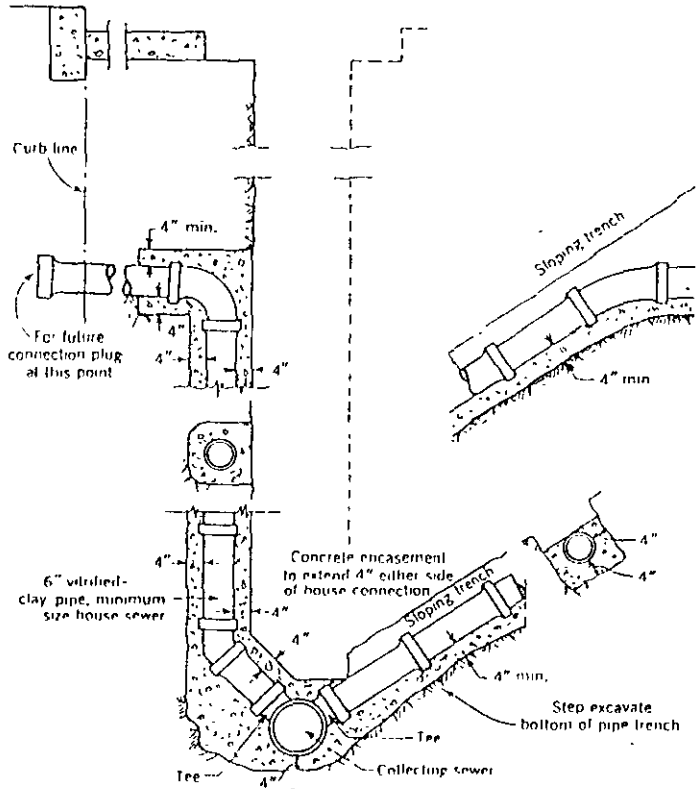 Curb line
4" min.
Sloping trench
For future
connection plug
at this point
4"
4"
4"
4" min
4"
4"
Concrete encasement
to extend 4" either side
of house connection
6" vitrified-
clay pipe, minimum
size house sewer
4"
4"
Sloping trench
4"
4" min.
Step excavate
bottom of pipe trench
Tee
Tee
4"
Collecting sewer